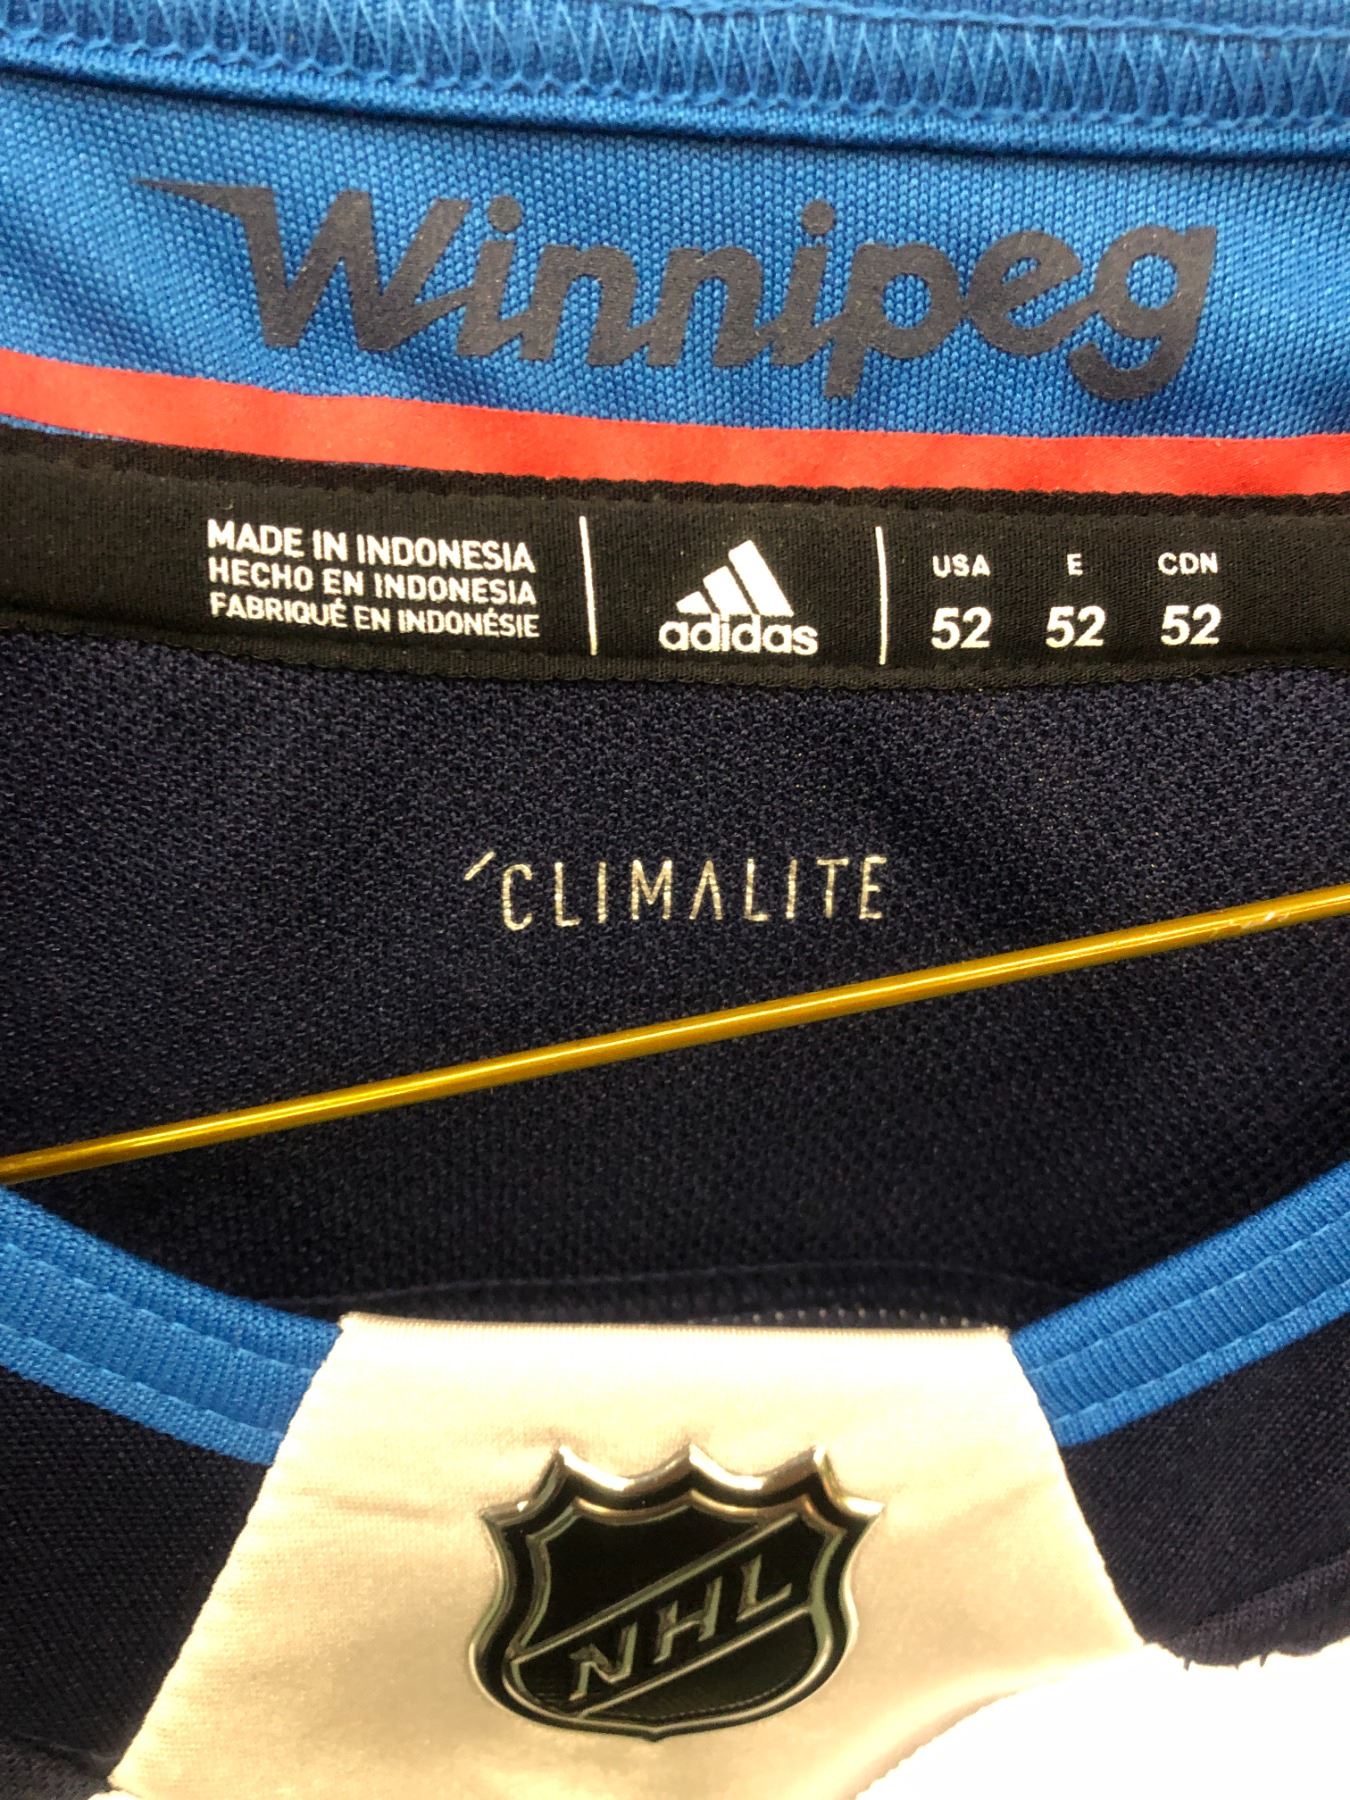 Winnipeg
MADE IN INDONESIA
HECHO EN INDONESIA
FABRIQUÉ EN INDONÉSIE
adidas
USA E CDN
52 52 52
CLIMALITE
NHL